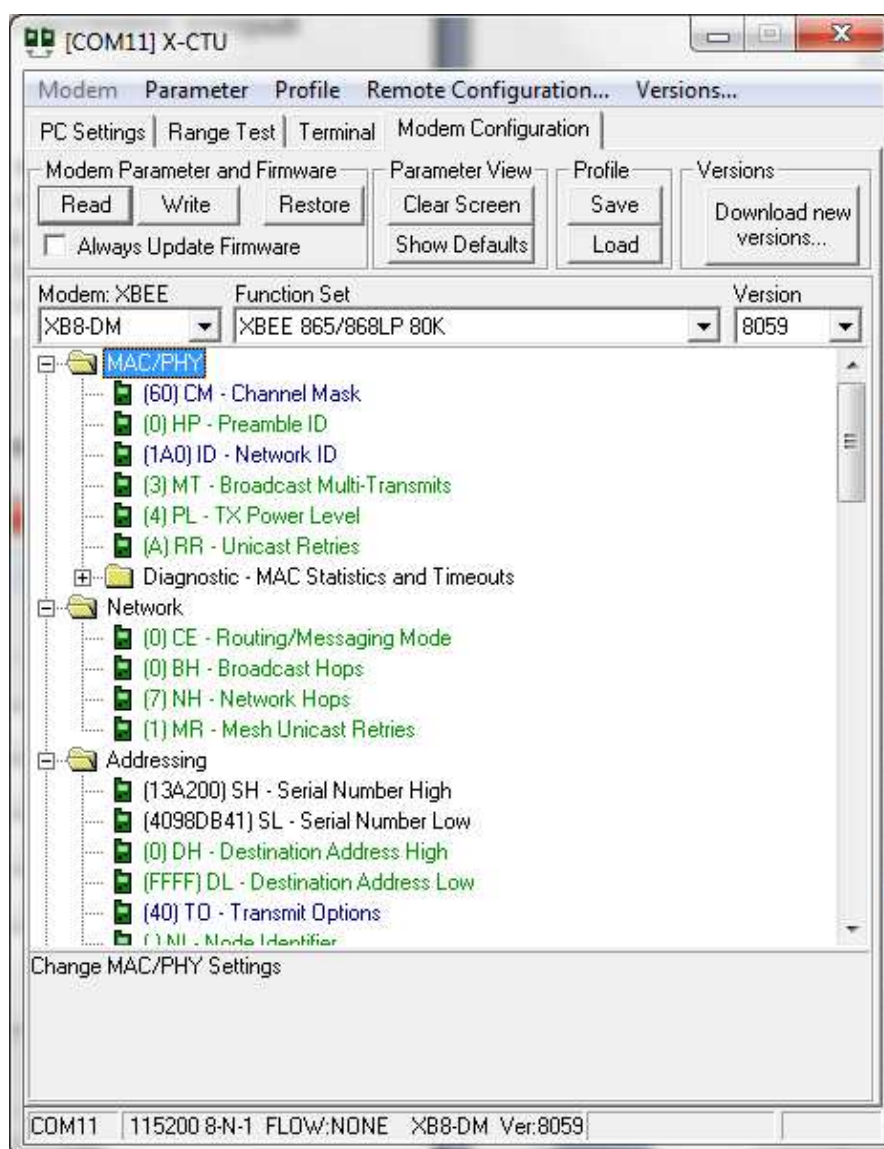 [COM11] X-CTU
Modem Parameter Profile Remote Configuration... Versions...
PC Settings Range Test Terminal Modem Configuration
Modem Parameter and Firmware Parameter View Profile Versions
Read Write Restore Clear Screen Save Download new versions...
Always Update Firmware Show Defaults Load
Modem: XBEE Function Set Version
XB8-DM XBEE 865/868LP 80K 8059
MAC/PHY
(60) CM - Channel Mask
(0) HP - Preamble ID
(1A0) ID - Network ID
(3) MT - Broadcast Multi-Transmits
(4) PL - TX Power Level
(A) RR - Unicast Retries
Diagnostic - MAC Statistics and Timeouts
Network
(0) CE - Routing/Messaging Mode
(0) BH - Broadcast Hops
(7) NH - Network Hops
(1) MR - Mesh Unicast Retries
Addressing
(13A200) SH - Serial Number High
(4098DB41) SL - Serial Number Low
(0) DH - Destination Address High
(FFFF) DL - Destination Address Low
(40) TO - Transmit Options
( ) NI - Node Identifier
Change MAC/PHY Settings
COM11 115200 8-N-1 FLOW:NONE XB8-DM Ver:8059